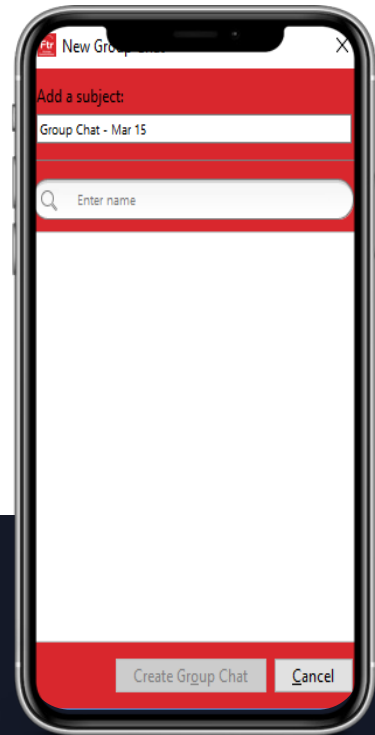 Ftr
New Group Chat
X
Add a subject:
Group Chat - Mar 15
Enter name
Create Group Chat
Cancel